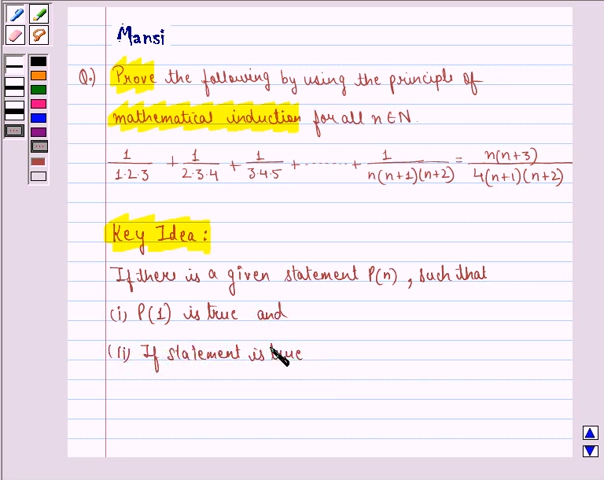 Mansi
Q.) Prove the following by using the principle of
mathematical induction for all n ∈ N.
1/1·2·3 + 1/2·3·4 + 1/3·4·5 + ........ + 1/n(n+1)(n+2) = n(n+3)/4(n+1)(n+2)
Key Idea:
If there is a given statement P(n), such that
(i) P(1) is true and
(ii) If statement is true